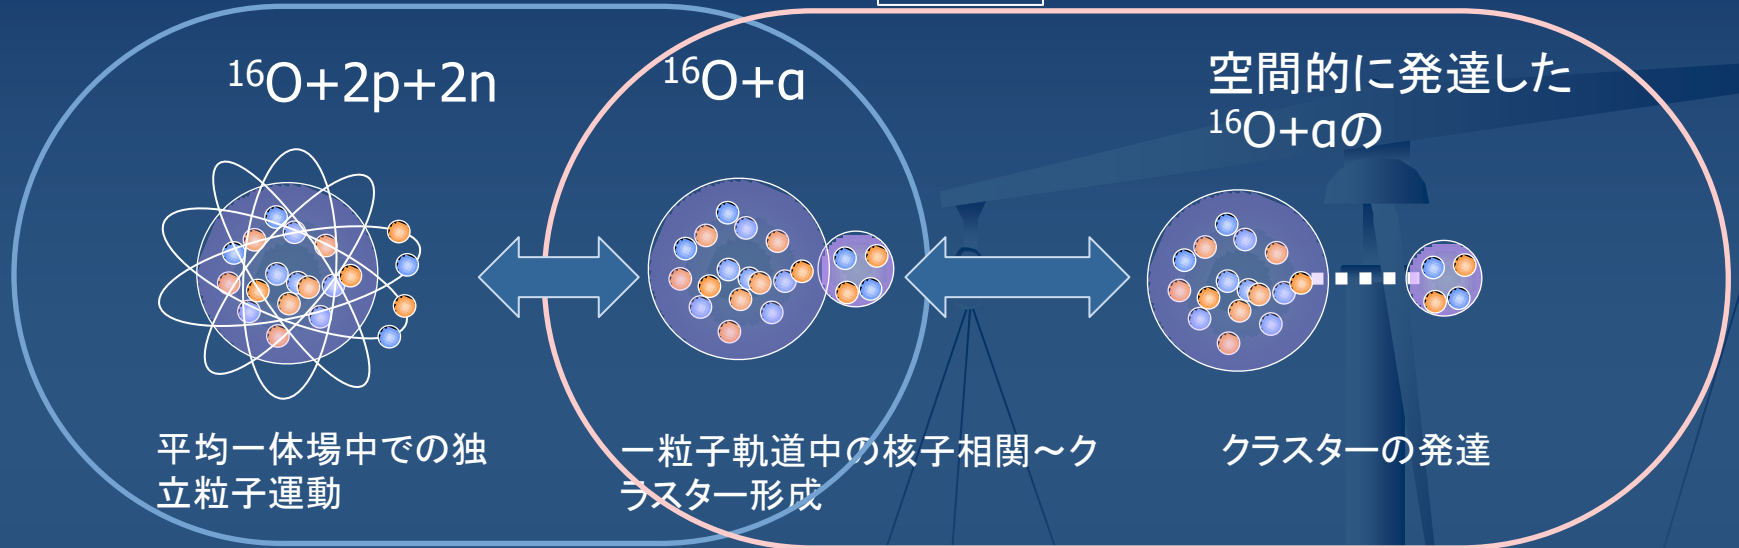 ¹⁶O+2p+2n
¹⁶O+α
空間的に発達した
¹⁶O+αの
平均一体場中での独
立粒子運動
一粒子軌道中の核子相関～ク
ラスター形成
クラスターの発達